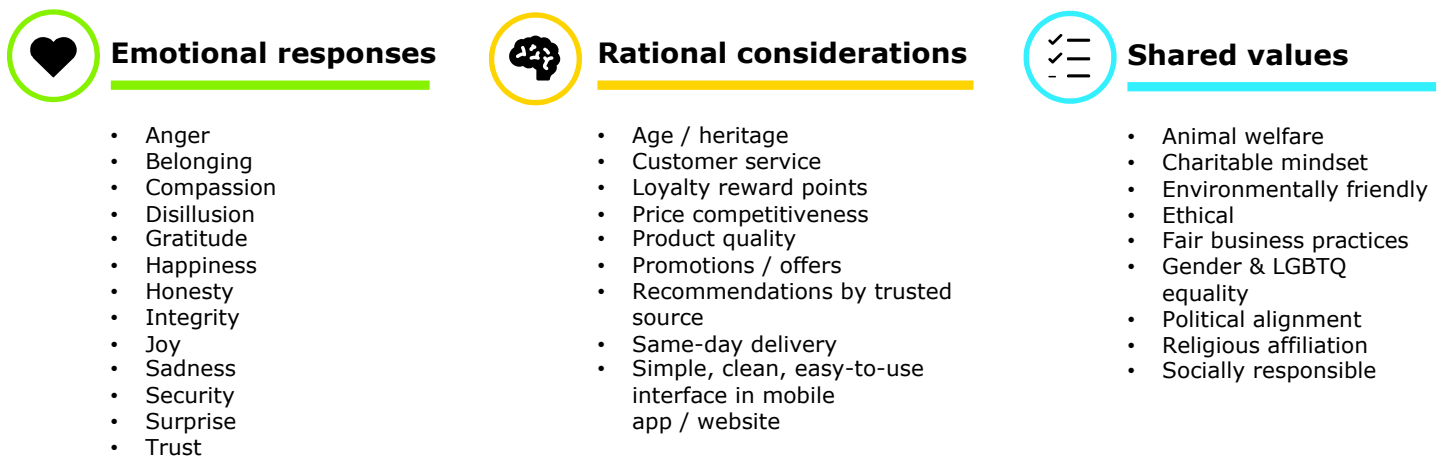 Emotional responses
• Anger
• Belonging
• Compassion
• Disillusion
• Gratitude
• Happiness
• Honesty
• Integrity
• Joy
• Sadness
• Security
• Surprise
• Trust
Rational considerations
• Age / heritage
• Customer service
• Loyalty reward points
• Price competitiveness
• Product quality
• Promotions / offers
• Recommendations by trusted
source
• Same-day delivery
• Simple, clean, easy-to-use
interface in mobile
app / website
Shared values
• Animal welfare
• Charitable mindset
• Environmentally friendly
• Ethical
• Fair business practices
• Gender & LGBTQ
equality
• Political alignment
• Religious affiliation
• Socially responsible